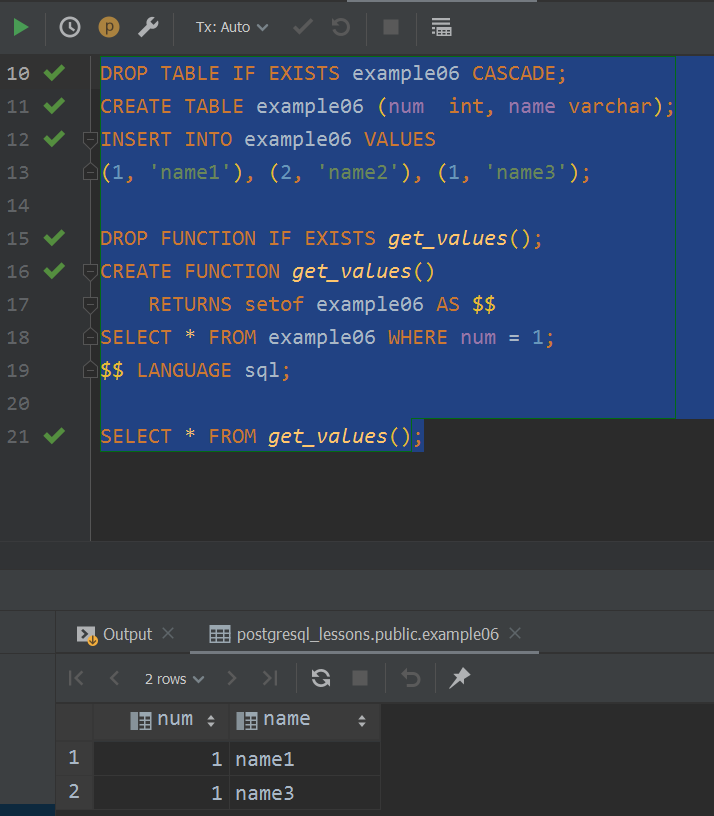 Tx: Auto
10 DROP TABLE IF EXISTS example06 CASCADE;
11 CREATE TABLE example06 (num  int, name varchar);
12 INSERT INTO example06 VALUES
13 (1, 'name1'), (2, 'name2'), (1, 'name3');
14
15 DROP FUNCTION IF EXISTS get_values();
16 CREATE FUNCTION get_values()
17     RETURNS setof example06 AS $$
18 SELECT * FROM example06 WHERE num = 1;
19 $$ LANGUAGE sql;
20
21 SELECT * FROM get_values();
Output postgresql_lessons.public.example06
2 rows
num name
1 1 name1
2 1 name3